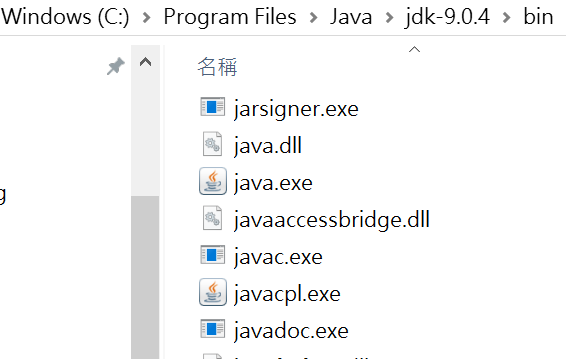 Windows (C:) > Program Files > Java > jdk-9.0.4 > bin
名稱
jarsigner.exe
java.dll
java.exe
g
javaaccessbridge.dll
javac.exe
javacpl.exe
javadoc.exe